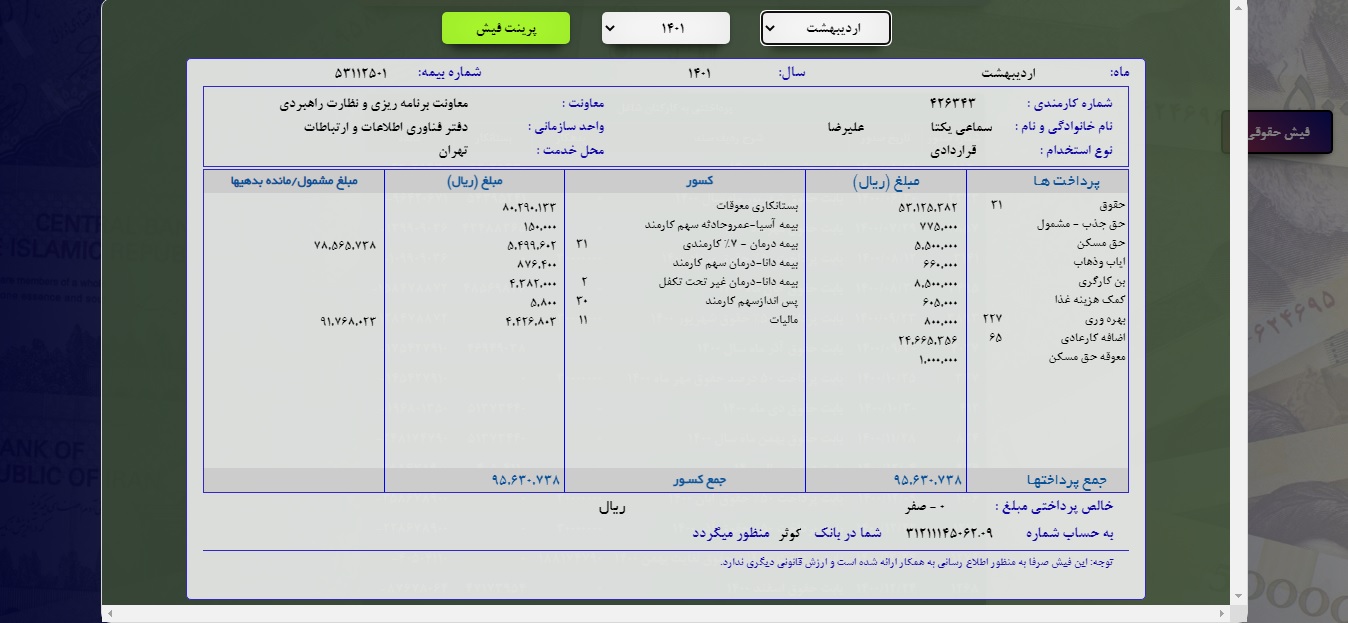 اردیبهشت ۱۴۰۱ پرینت فیش
ماه: اردیبهشت سال: ۱۴۰۱ شماره بیمه: ۵۳۱۱۲۵۰۱
فیش حقوقی
شماره کارمندی : ۴۲۶۳۴۳ معاونت : معاونت برنامه ریزی و نظارت راهبردی
نام خانوادگی و نام : سماعی یکتا علیرضا واحد سازمانی : دفتر فناوری اطلاعات و ارتباطات
نوع استخدام : قراردادی محل خدمت : تهران
پرداخت ها مبلغ (ریال) کسور مبلغ (ریال) مبلغ مشمول/مانده بدهیها
حقوق ۳۱ ۵۳,۱۲۵,۳۸۲ بستانکاری معوقات ۸۰,۲۹۰,۱۳۳
حق جذب - مشمول ۷۷۵,۰۰۰ بیمه آسیا-عمروحادثه سهم کارمند ۱۵۰,۰۰۰
حق مسکن ۵,۵۰۰,۰۰۰ بیمه درمان - ۷٪ کارمندی ۳۱ ۵,۴۹۹,۶۰۲ ۷۸,۵۶۵,۷۳۸
ایاب وذهاب ۶۶۰,۰۰۰ بیمه دانا-درمان سهم کارمند ۸۷۶,۴۰۰
بن کارگری ۸,۵۰۰,۰۰۰ بیمه دانا-درمان غیر تحت تکفل ۲ ۴,۳۸۲,۰۰۰
کمک هزینه غذا ۶۰۵,۰۰۰ پس اندازسهم کارمند ۳۰ ۵,۸۰۰
بهره وری ۲۲۷ ۸۰۰,۰۰۰ مالیات ۱۱ ۴,۴۲۶,۸۰۳ ۹۱,۷۶۸,۰۲۳
اضافه کارعادی ۶۵ ۲۴,۶۶۵,۳۵۶
معوقه حق مسکن ۱,۰۰۰,۰۰۰
جمع پرداختها ۹۵,۶۳۰,۷۳۸ جمع کسور ۹۵,۶۳۰,۷۳۸
خالص پرداختی مبلغ : ۰ - صفر ریال
به حساب شماره ۳۱۲۱۱۱۴۵۰۶۲.۰۹ شما در بانک کوثر منظور میگردد
توجه: این فیش صرفا به منظور اطلاع رسانی به همکار ارائه شده است و ارزش قانونی دیگری ندارد.